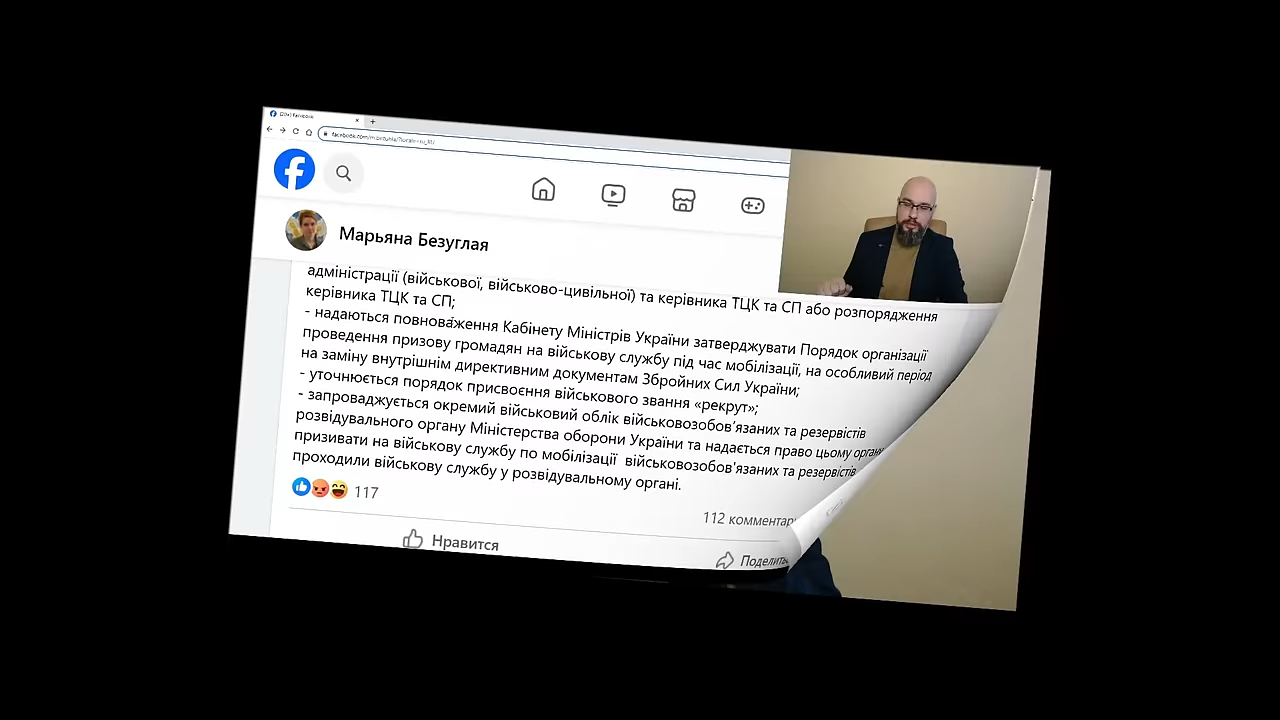 Марьяна Безуглая
адміністрації (військової, військово-цивільної) та керівника ТЦК та СП або розпорядження
керівника ТЦК та СП;
- надаються повноваження Кабінету Міністрів України затверджувати Порядок організації
проведення призову громадян на військову службу під час мобілізації, на особливий період
на заміну внутрішнім директивним документам Збройних Сил України;
- уточнюється порядок присвоєння військового звання «рекрут»;
- запроваджується окремий військовий облік військовозобов'язаних та резервістів
розвідувального органу Міністерства оборони України та надається право цьому
призивати на військову службу по мобілізації військовозобов'язаних та резервістів
проходили військову службу у розвідувальному органі.
117
112
Нравится